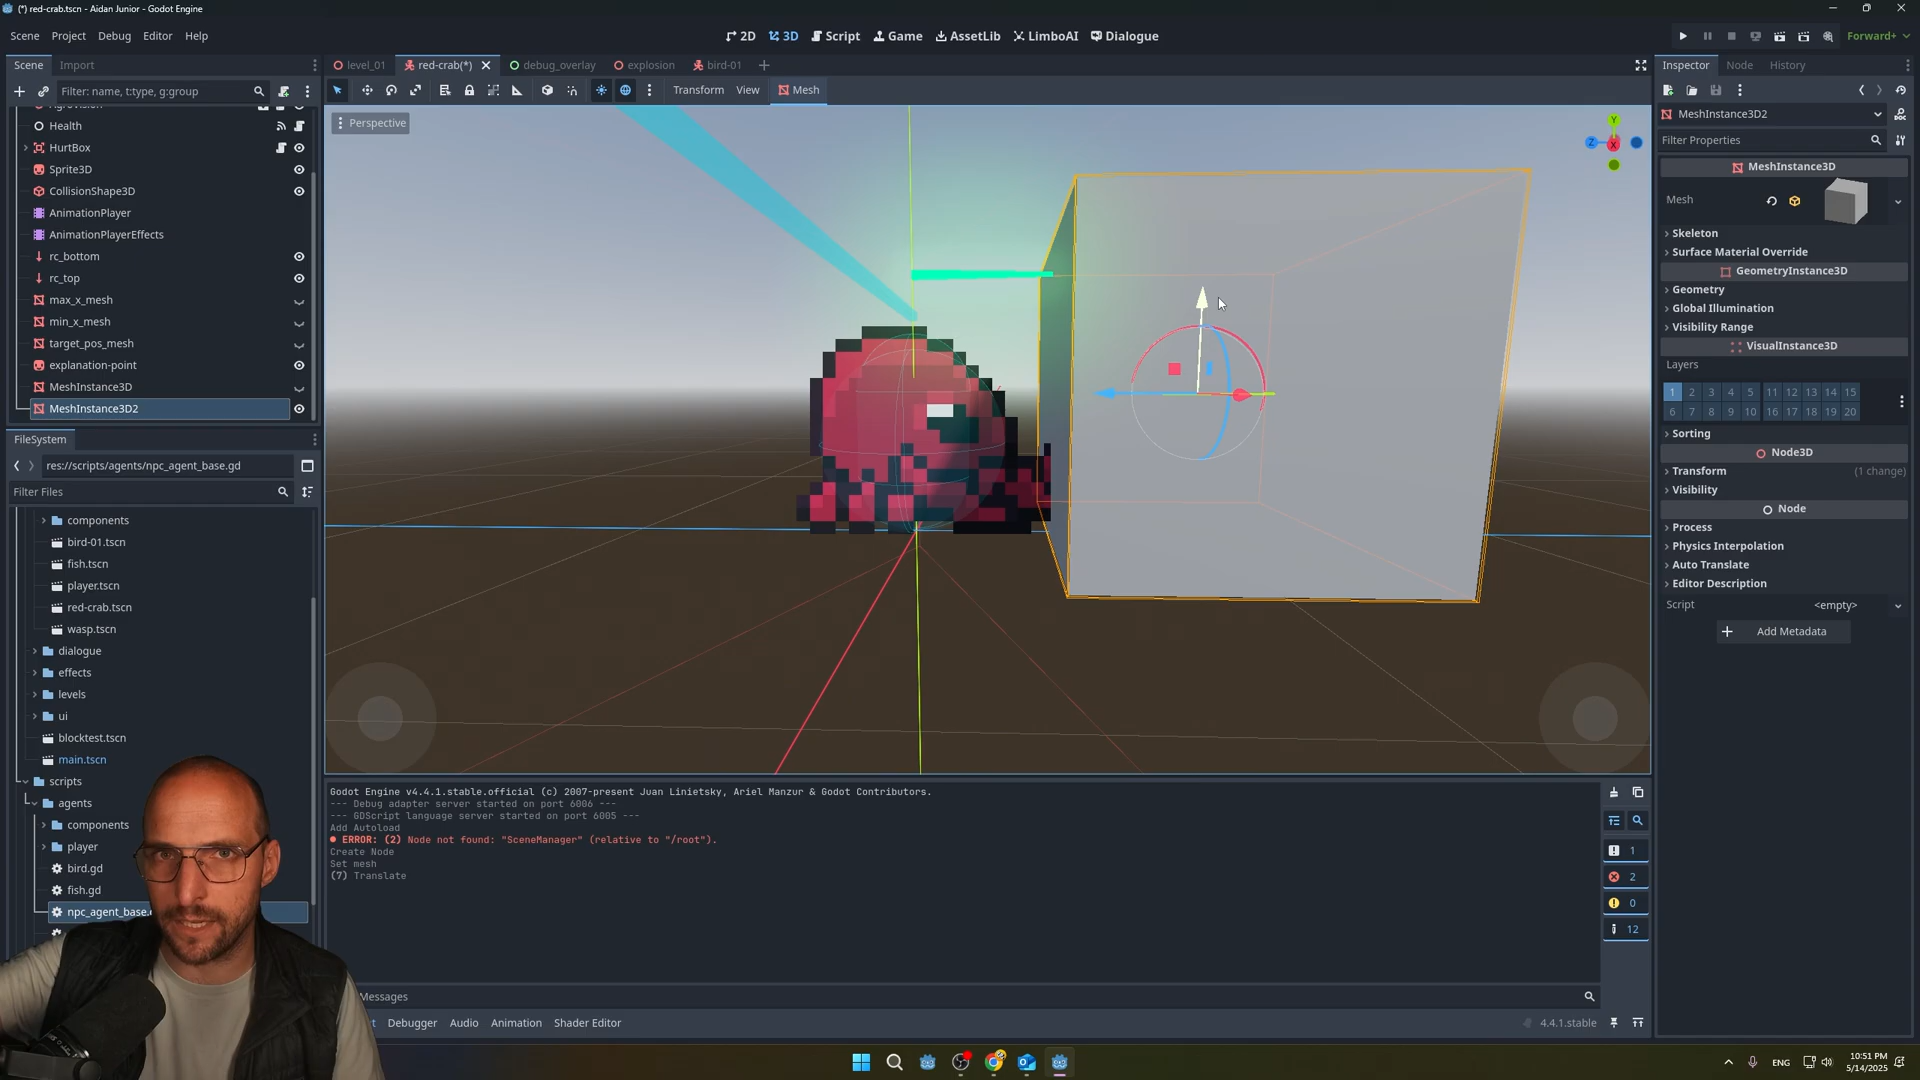 (*) red-crab.tscn - Aidan Junior - Godot Engine
Scene Project Debug Editor Help
2D 3D Script Game AssetLib LimboAI Dialogue
Forward+
Scene Import
level_01 red-crab(*) debug_overlay explosion bird-01
Inspector Node History
Filter: name, t:type, g:group
Transform View Mesh
Perspective
Y
Z X
MeshInstance3D2
Filter Properties
MeshInstance3D
Mesh
Skeleton
Surface Material Override
GeometryInstance3D
Geometry
Global Illumination
Visibility Range
VisualInstance3D
Layers
1 2 3 4 5 11 12 13 14 15
6 7 8 9 10 16 17 18 19 20
Sorting
Node3D
Transform (1 change)
Visibility
Node
Process
Physics Interpolation
Auto Translate
Editor Description
Script <empty>
Add Metadata
AgroVision
Health
HurtBox
Sprite3D
CollisionShape3D
AnimationPlayer
AnimationPlayerEffects
rc_bottom
rc_top
max_x_mesh
min_x_mesh
target_pos_mesh
explanation-point
MeshInstance3D
MeshInstance3D2
FileSystem
res://scripts/agents/npc_agent_base.gd
Filter Files
components
bird-01.tscn
fish.tscn
player.tscn
red-crab.tscn
wasp.tscn
dialogue
effects
levels
ui
blocktest.tscn
main.tscn
scripts
agents
components
player
bird.gd
fish.gd
npc_agent_base.
Godot Engine v4.4.1.stable.official (c) 2007-present Juan Linietsky, Ariel Manzur & Godot Contributors.
--- Debug adapter server started on port 6006 ---
--- GDScript language server started on port 6005 ---
Add Autoload
ERROR: (2) Node not found: "SceneManager" (relative to "/root").
Create Node
Set mesh
(7) Translate
1
2
0
12
Messages
Debugger Audio Animation Shader Editor
4.4.1.stable
ENG
10:51 PM
5/14/2025